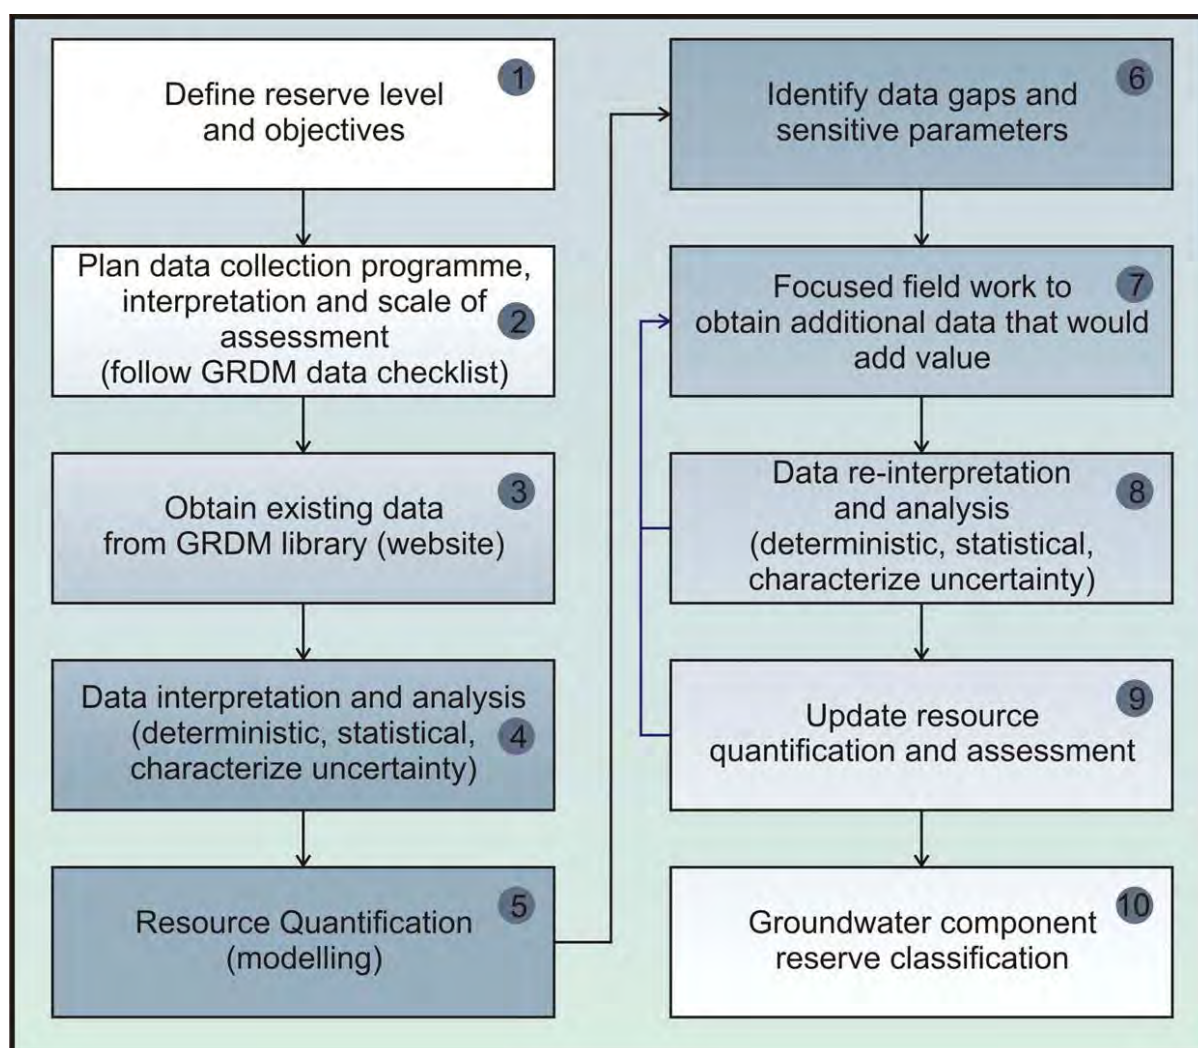 1
Define reserve level
and objectives
2
Plan data collection programme,
interpretation and scale of
assessment
(follow GRDM data checklist)
3
Obtain existing data
from GRDM library (website)
4
Data interpretation and analysis
(deterministic, statistical,
characterize uncertainty)
5
Resource Quantification
(modelling)
6
Identify data gaps and
sensitive parameters
7
Focused field work to
obtain additional data that would
add value
8
Data re-interpretation
and analysis
(deterministic, statistical,
characterize uncertainty)
9
Update resource
quantification and assessment
10
Groundwater component
reserve classification